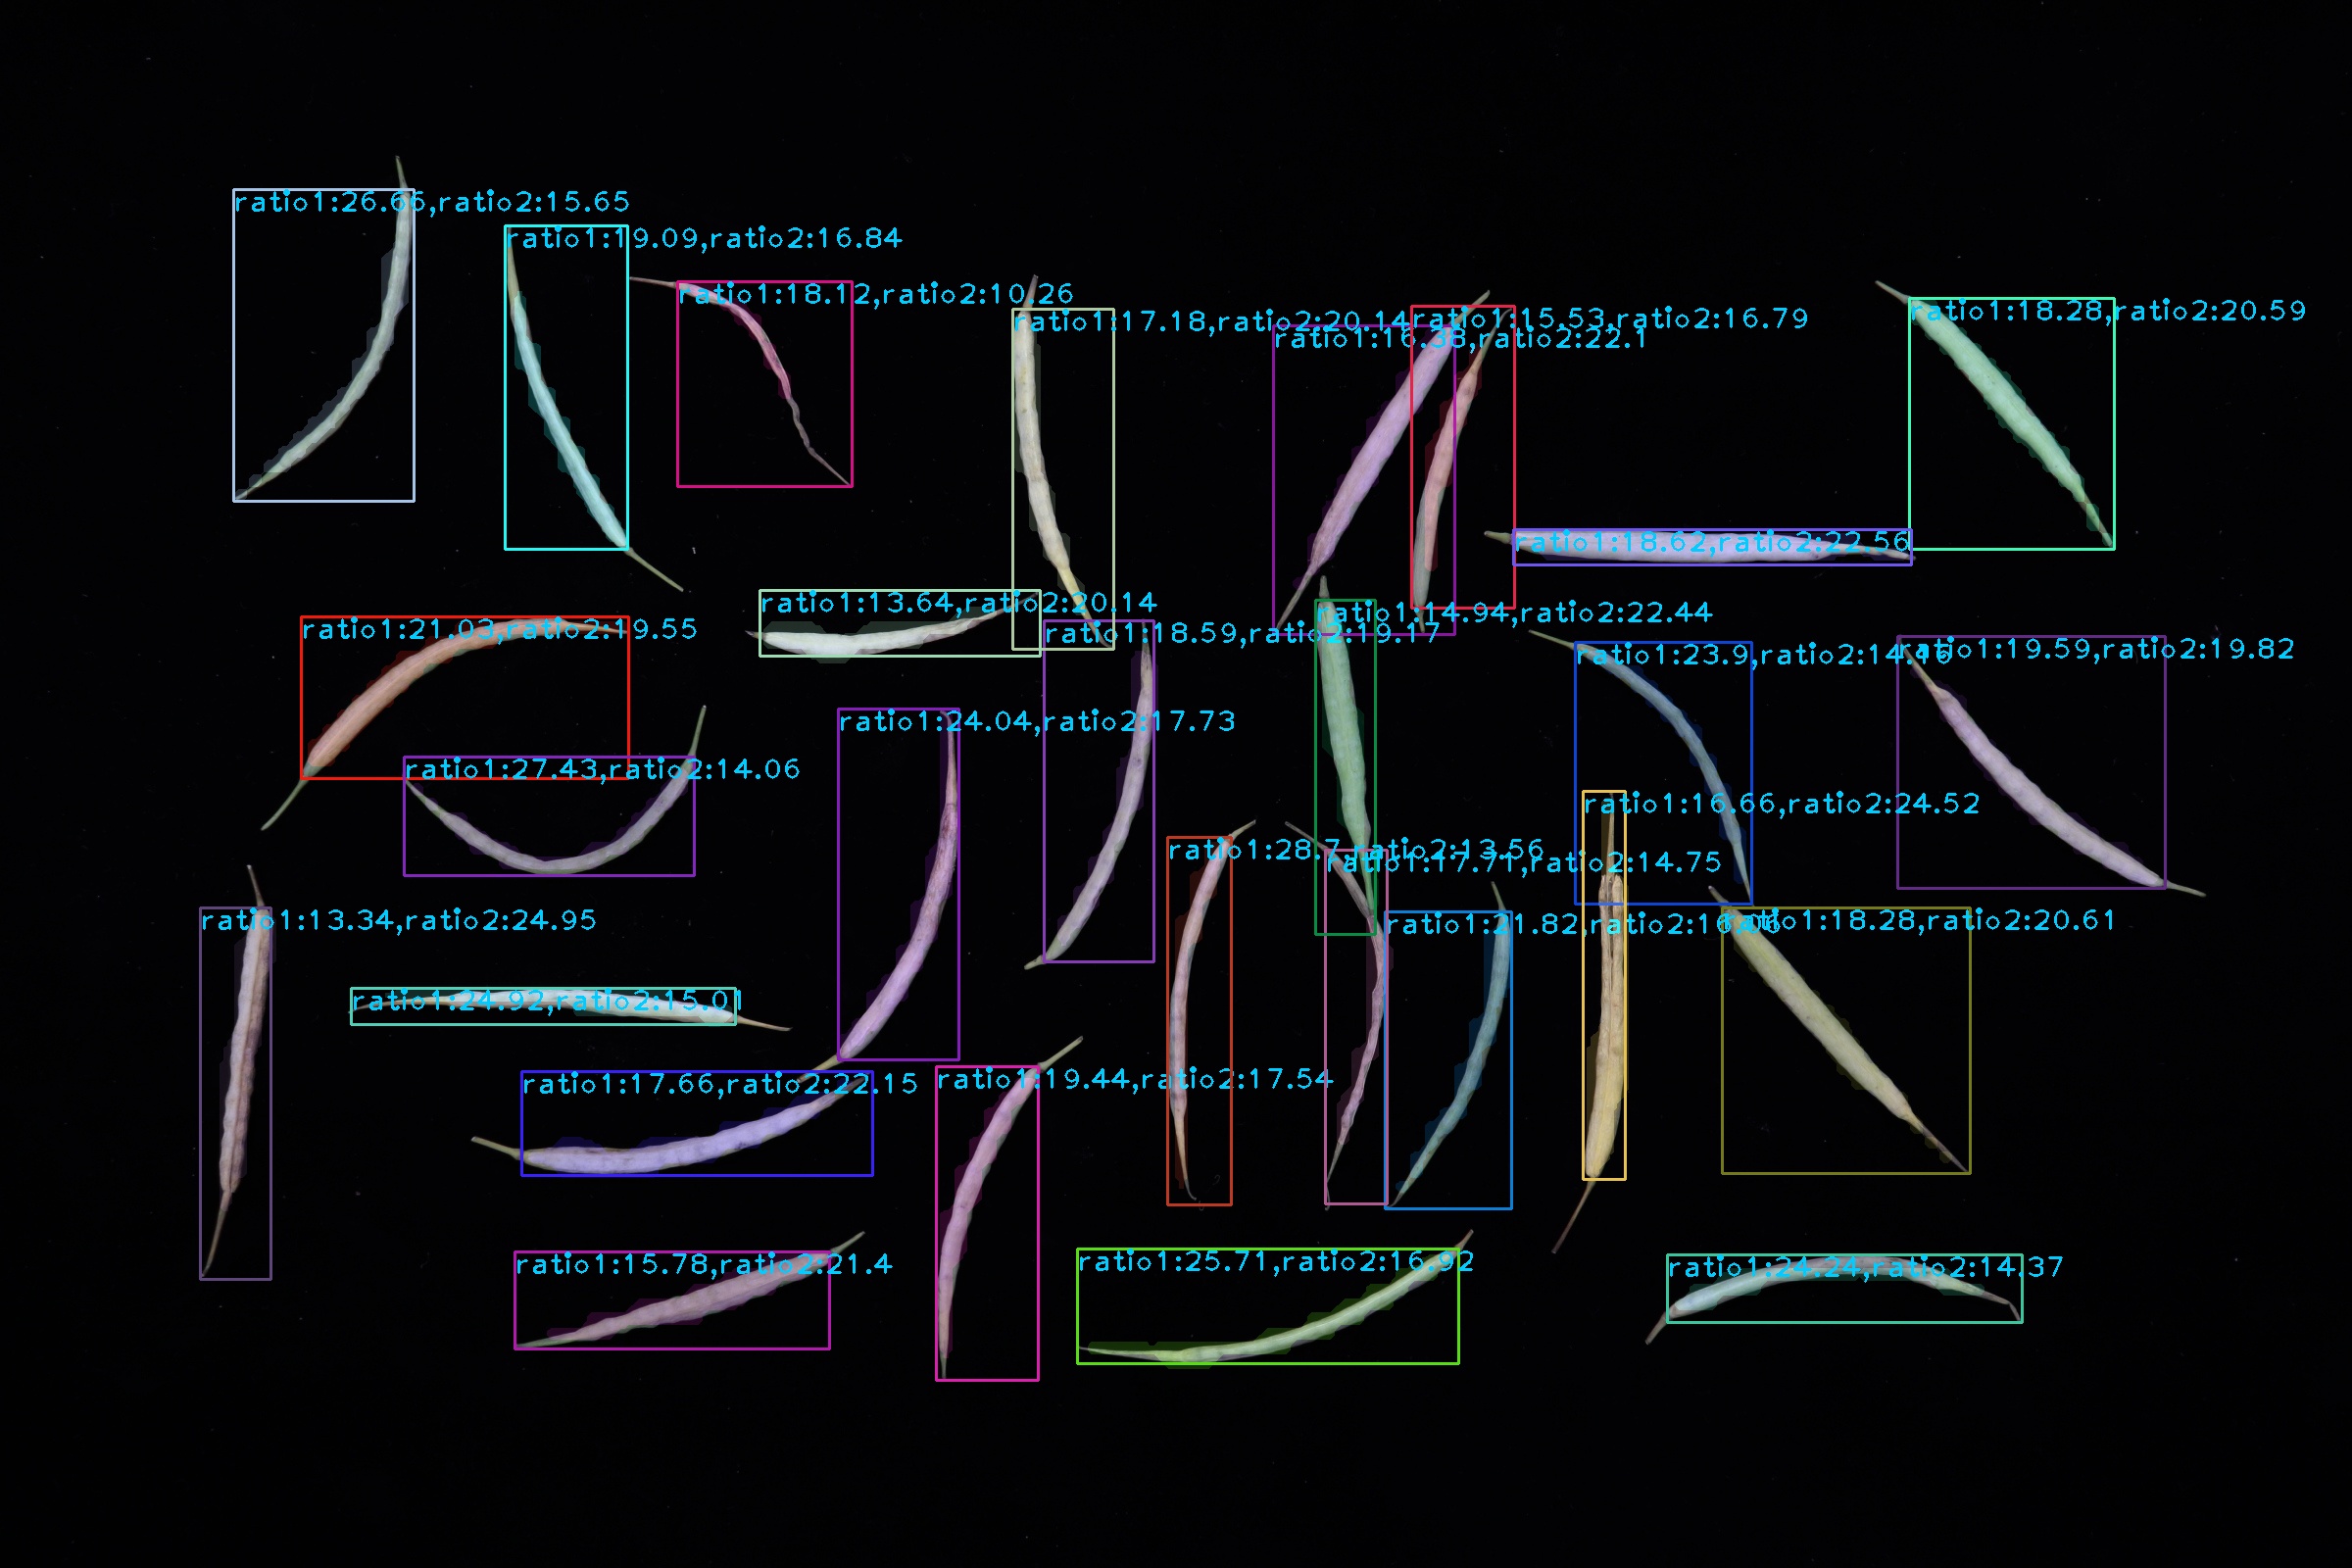 ratio1:26.66,ratio2:15.65
ratio1:19.09,ratio2:16.84
ratio1:18.12,ratio2:10.26
ratio1:17.18,ratio2:20.14
ratio1:15.53,ratio2:16.79
ratio1:16.38,ratio2:22.1
ratio1:18.28,ratio2:20.59
ratio1:18.62,ratio2:22.56
ratio1:13.64,ratio2:20.14
ratio1:14.94,ratio2:22.44
ratio1:21.03,ratio2:19.55
ratio1:18.59,ratio2:19.17
ratio1:23.9,ratio2:14.16
ratio1:19.59,ratio2:19.82
ratio1:24.04,ratio2:17.73
ratio1:27.43,ratio2:14.06
ratio1:16.66,ratio2:24.52
ratio1:28.7,ratio2:13.56
ratio1:17.71,ratio2:14.75
ratio1:13.34,ratio2:24.95
ratio1:21.82,ratio2:16.06
ratio1:18.28,ratio2:20.61
ratio1:24.92,ratio2:15.01
ratio1:17.66,ratio2:22.15
ratio1:19.44,ratio2:17.54
ratio1:15.78,ratio2:21.4
ratio1:25.71,ratio2:16.92
ratio1:24.24,ratio2:14.37